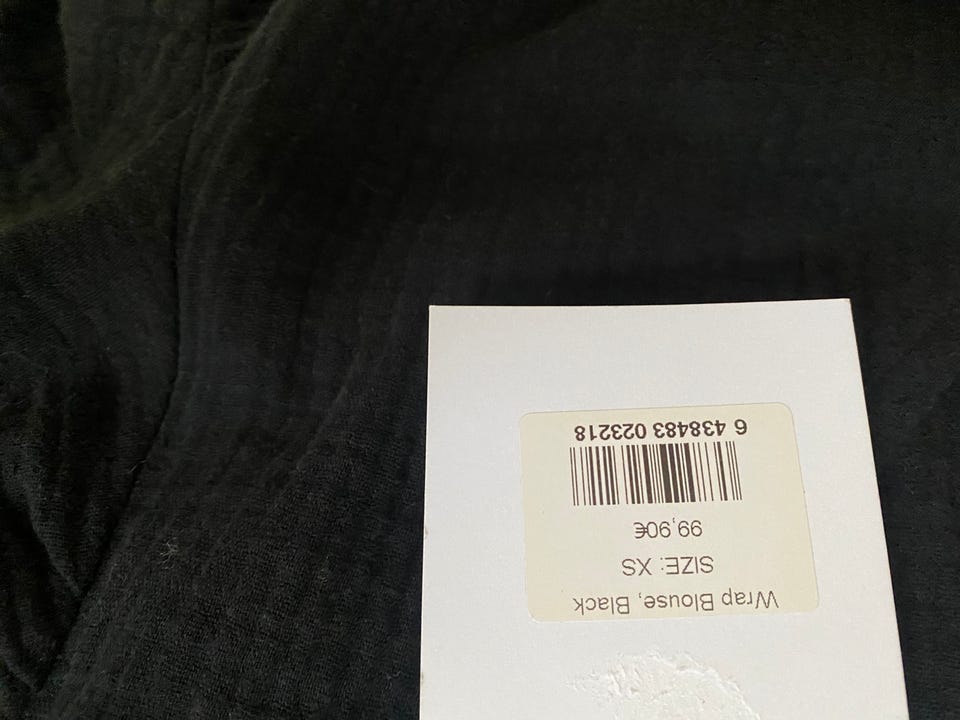 Wrap Blouse, Black
SIZE: XS
99,90€
6 438483 023218